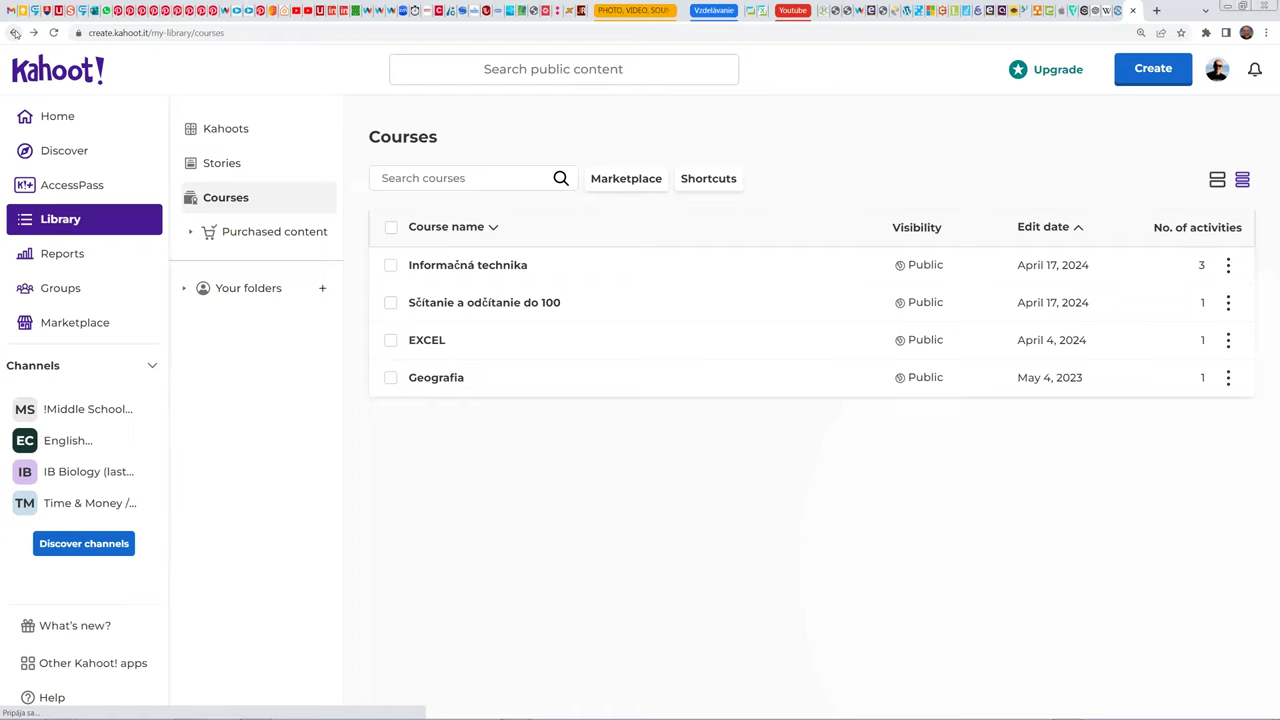 PHOTO, VIDEO, SOUN
Vzdelávanie
Youtube
create.kahoot.it/my-library/courses
Kahoot!
Search public content
Upgrade
Create
Home
Discover
K!+ AccessPass
Library
Reports
Groups
Marketplace
Channels
MS !Middle School...
EC English...
IB IB Biology (last...
TM Time & Money /...
Discover channels
What's new?
Other Kahoot! apps
Help
Kahoots
Stories
Courses
Purchased content
Your folders +
Courses
Search courses
Marketplace
Shortcuts
Course name Visibility Edit date No. of activities
Informačná technika Public April 17, 2024 3
Sčítanie a odčítanie do 100 Public April 17, 2024 1
EXCEL Public April 4, 2024 1
Geografia Public May 4, 2023 1
Pripája sa...